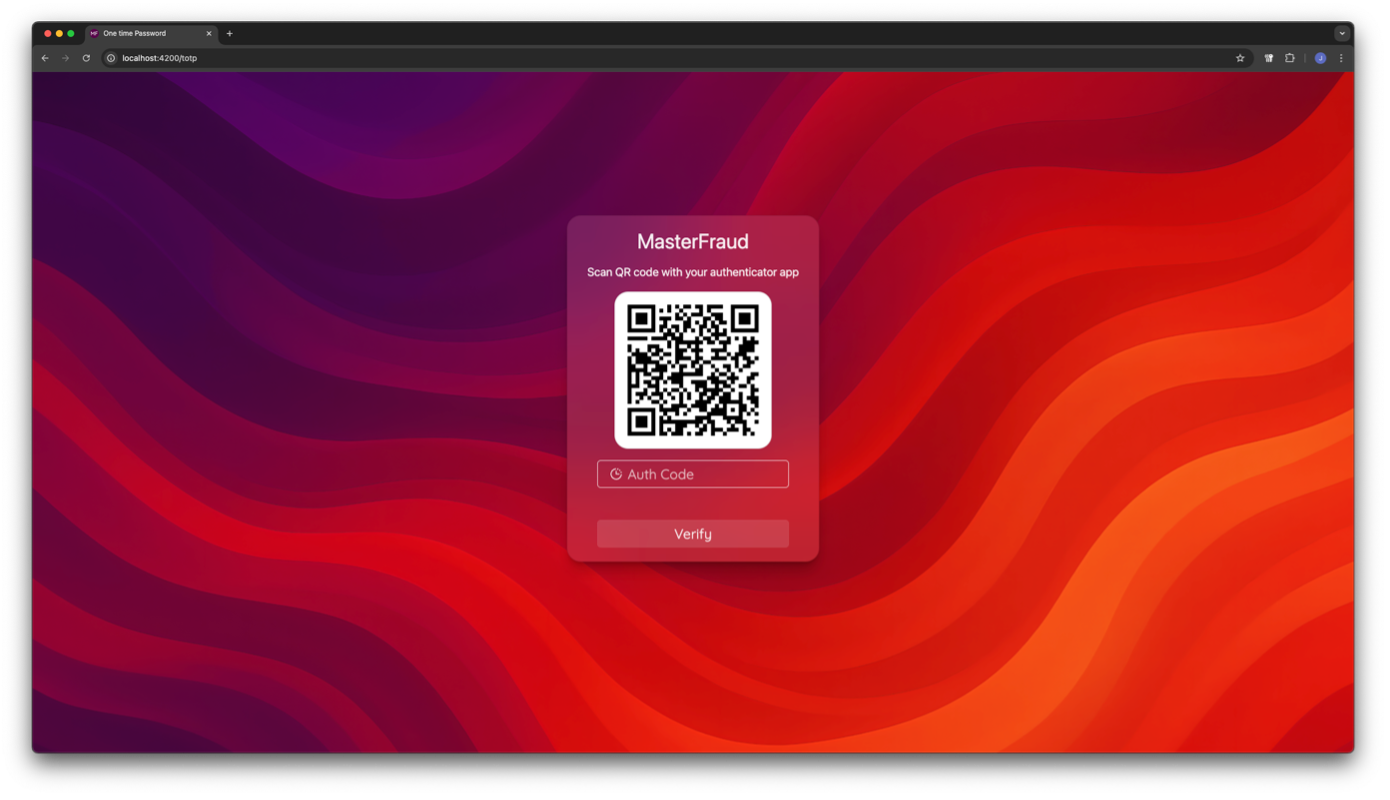 MF One time Password
localhost:4200/totp
J
MasterFraud
Scan QR code with your authenticator app
Auth Code
Verify